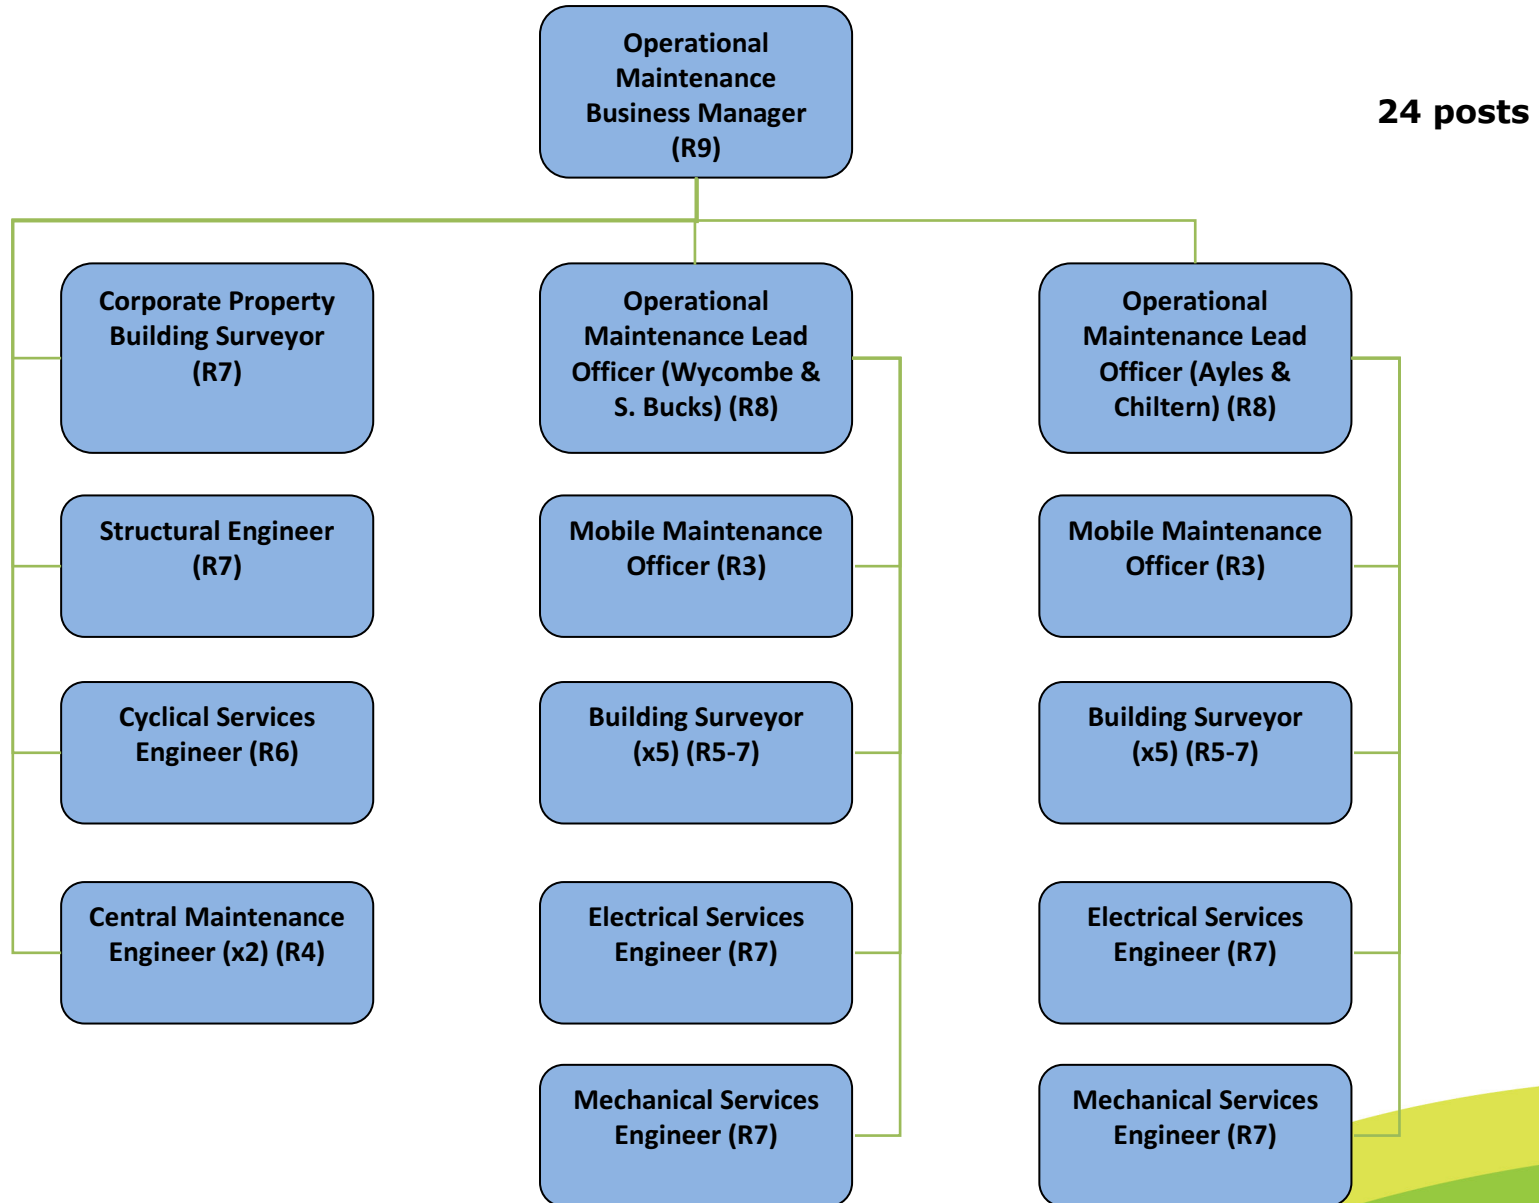 Operational
Maintenance
Business Manager
(R9)
24 posts
Corporate Property
Building Surveyor
(R7)
Operational
Maintenance Lead
Officer (Wycombe &
S. Bucks) (R8)
Operational
Maintenance Lead
Officer (Ayles &
Chiltern) (R8)
Structural Engineer
(R7)
Mobile Maintenance
Officer (R3)
Mobile Maintenance
Officer (R3)
Cyclical Services
Engineer (R6)
Building Surveyor
(x5) (R5-7)
Building Surveyor
(x5) (R5-7)
Central Maintenance
Engineer (x2) (R4)
Electrical Services
Engineer (R7)
Electrical Services
Engineer (R7)
Mechanical Services
Engineer (R7)
Mechanical Services
Engineer (R7)